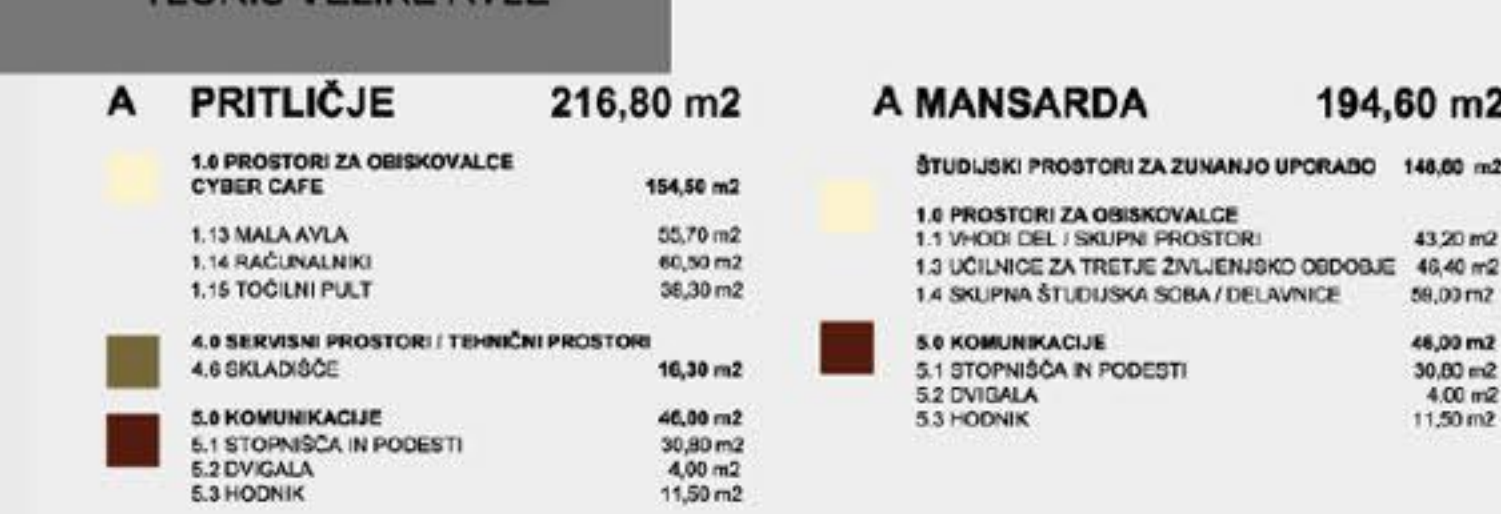 TLORIS VELIKE AVLE
A PRITLIČJE 216,80 m2
1.0 PROSTORI ZA OBISKOVALCE
CYBER CAFE 154,50 m2
1.13 MALA AVLA 55,70 m2
1.14 RAČUNALNIKI 60,50 m2
1.15 TOČILNI PULT 38,30 m2
4.0 SERVISNI PROSTORI / TEHNIČNI PROSTORI
4.6 SKLADIŠČE 16,30 m2
5.0 KOMUNIKACIJE 46,00 m2
5.1 STOPNIŠČA IN PODESTI 30,80 m2
5.2 DVIGALA 4,00 m2
5.3 HODNIK 11,50 m2
A MANSARDA 194,60 m2
ŠTUDIJSKI PROSTORI ZA ZUNANJO UPORABO 148,60 m2
1.0 PROSTORI ZA OBISKOVALCE
1.1 VHODI DEL / SKUPNI PROSTORI 43,20 m2
1.3 UČILNICE ZA TRETJE ŽIVLJENJSKO OBDOBJE 46,40 m2
1.4 SKUPNA ŠTUDIJSKA SOBA / DELAVNICE 59,00 m2
5.0 KOMUNIKACIJE 46,00 m2
5.1 STOPNIŠČA IN PODESTI 30,80 m2
5.2 DVIGALA 4.00 m2
5.3 HODNIK 11,50 m2